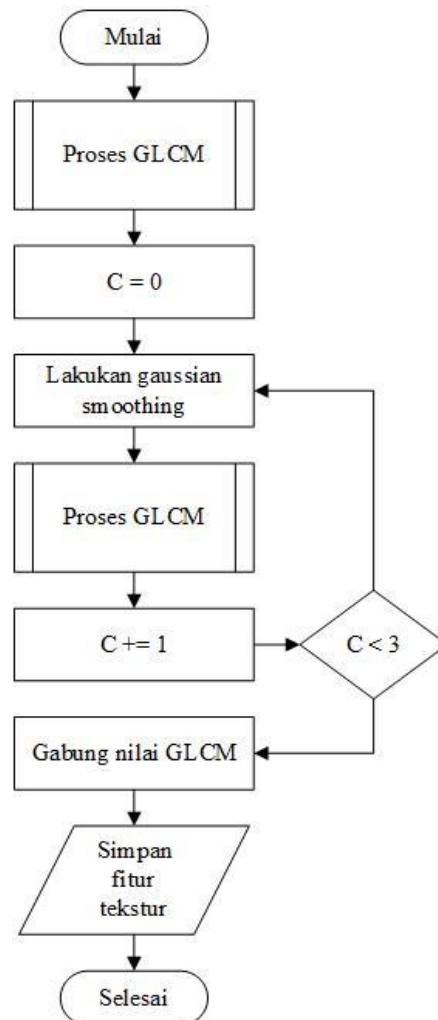 Mulai
Proses GLCM
C = 0
Lakukan gaussian
smoothing
Proses GLCM
C += 1
C < 3
Gabung nilai GLCM
Simpan
fitur
tekstur
Selesai